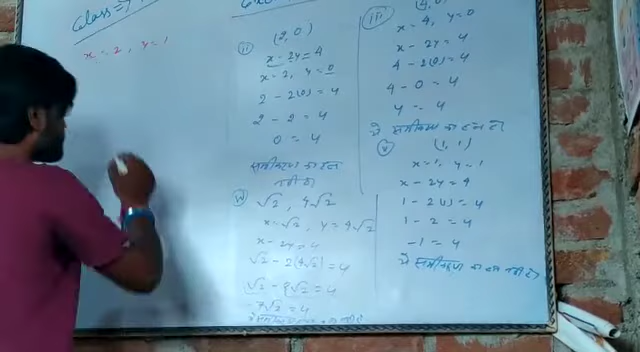 Class =
x = 2, y = 1
(ii)
(2, 0)
x - 2y = 4
x = 2, y = 0
2 - 2(0) = 4
2 - 2 = 4
0 = 4
समीकरण का हल
नहीं है
√2, 4√2
x = √2, y = 4√2
x - 2y = 4
√2 - 2(4√2) = 4
√2 - 8√2 = 4
-7√2 = 4
(4, 0)
x = 4, y = 0
x - 2y = 4
4 - 2(0) = 4
4 - 0 = 4
4 = 4
ये समीकरण का हल है
(v)
(1, 1)
x = 1, y = 1
x - 2y = 4
1 - 2(1) = 4
1 - 2 = 4
-1 = 4
ये समीकरण का हल नहीं है